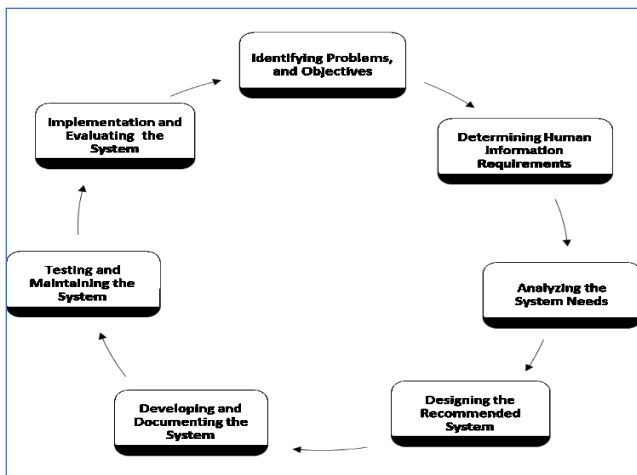 Identifying Problems,
and Objectives
Determining Human
Information
Requirements
Analyzing the
System Needs
Designing the
Recommended
System
Developing and
Documenting the
System
Testing and
Maintaining the
System
Implementation and
Evaluating the
System